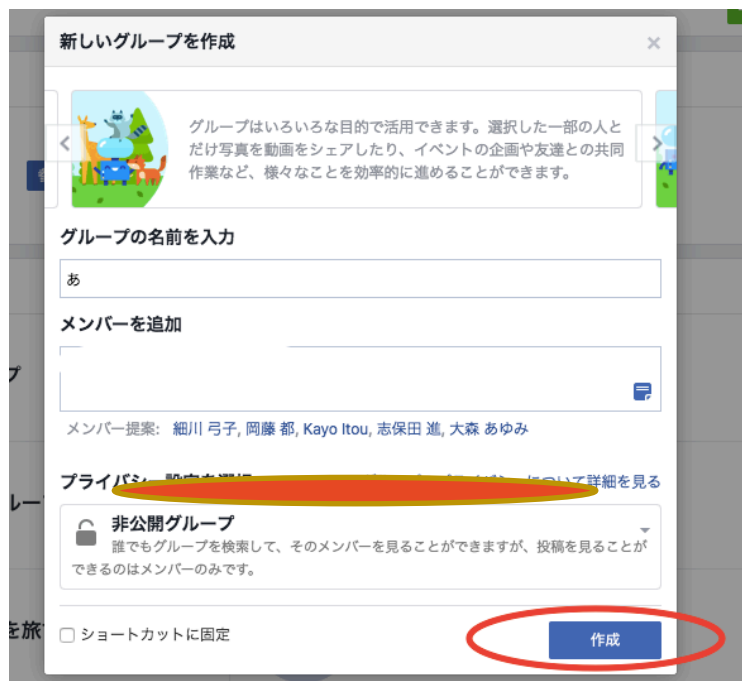 新しいグループを作成
×
グループはいろいろな目的で活用できます。選択した一部の人と
だけ写真を動画をシェアしたり、イベントの企画や友達との共同
作業など、様々なことを効率的に進めることができます。
グループの名前を入力
あ
メンバーを追加
プ
メンバー提案: 細川 弓子, 岡藤 都, Kayo Itou, 志保田 進, 大森 あゆみ
について詳細を見る
ルー
非公開グループ
誰でもグループを検索して、そのメンバーを見ることができますが、投稿を見ることが
できるのはメンバーのみです。
を旅
ショートカットに固定
作成